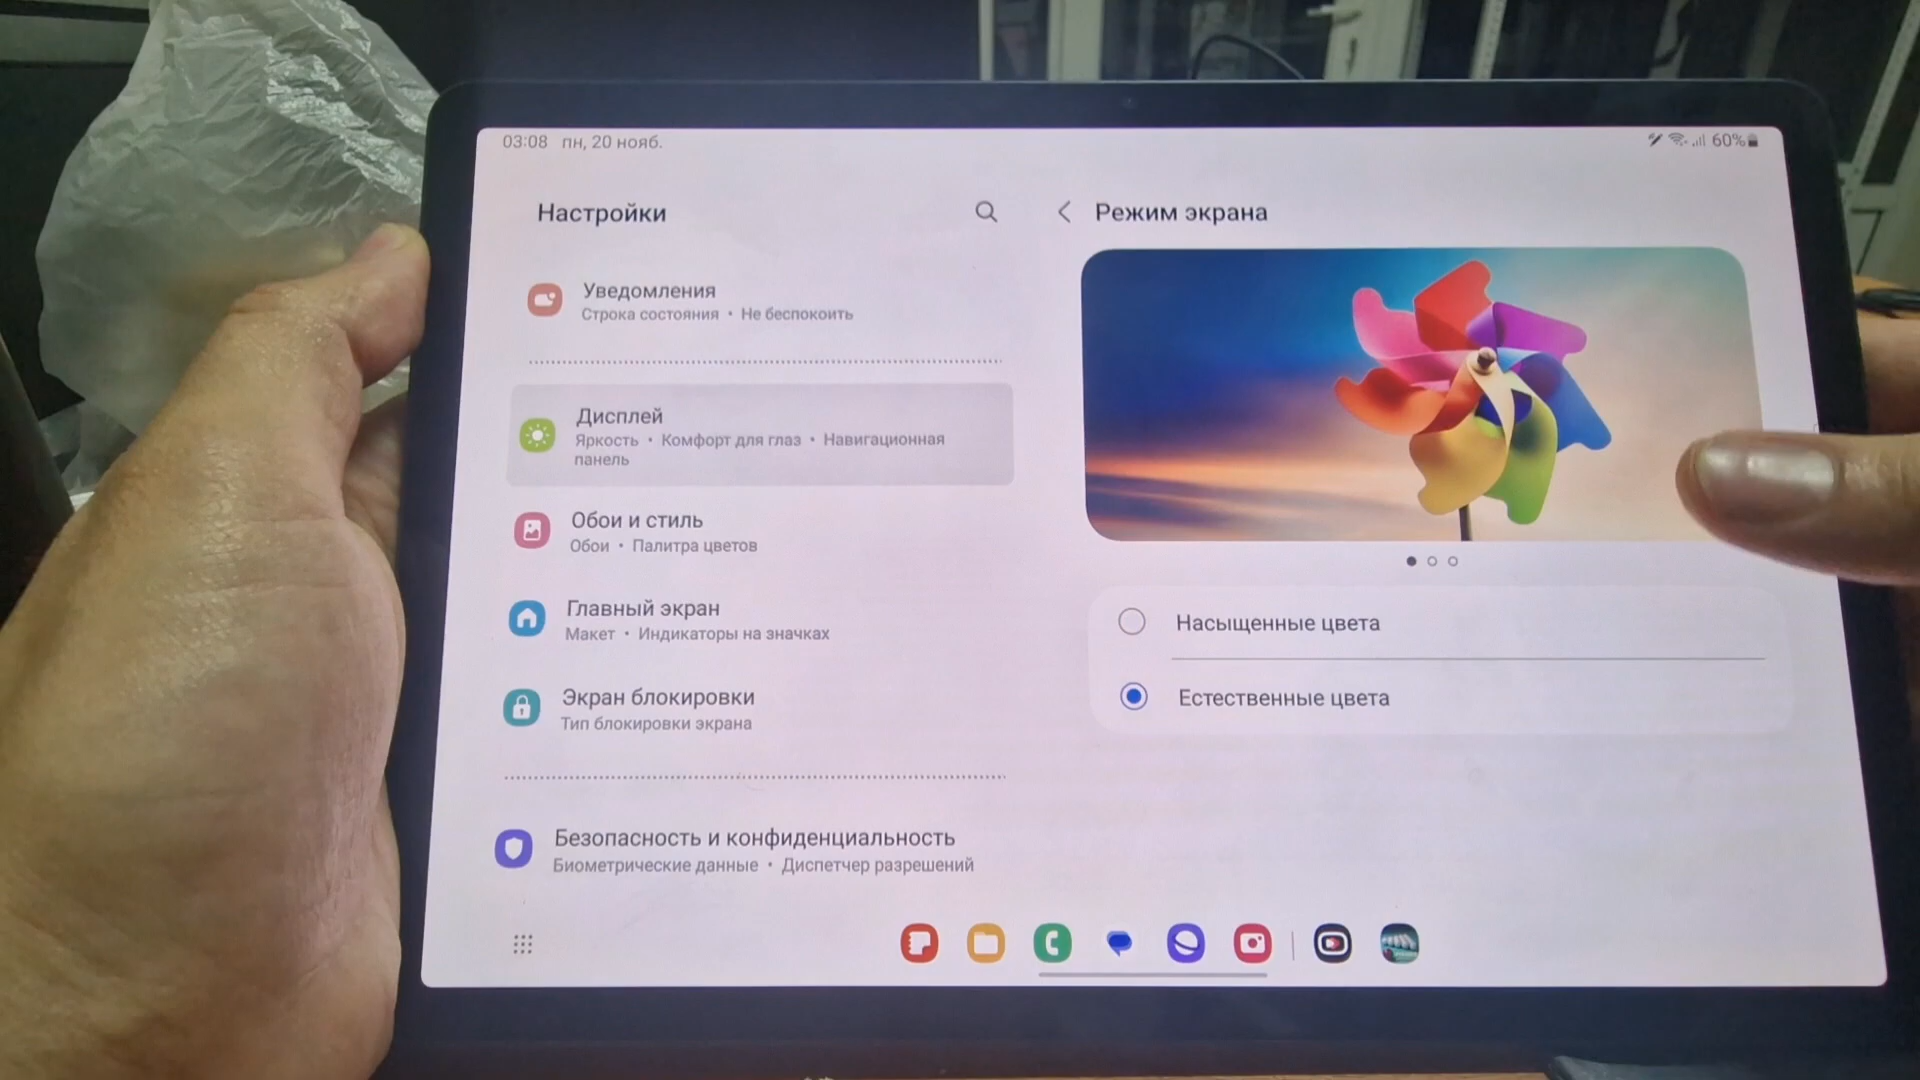 03:08 пн, 20 нояб.
60%
Настройки
Режим экрана
Уведомления
Строка состояния • Не беспокоить
Дисплей
Яркость • Комфорт для глаз • Навигационная
панель
Обои и стиль
Обои • Палитра цветов
Главный экран
Макет • Индикаторы на значках
Экран блокировки
Тип блокировки экрана
Безопасность и конфиденциальность
Биометрические данные • Диспетчер разрешений
Насыщенные цвета
Естественные цвета